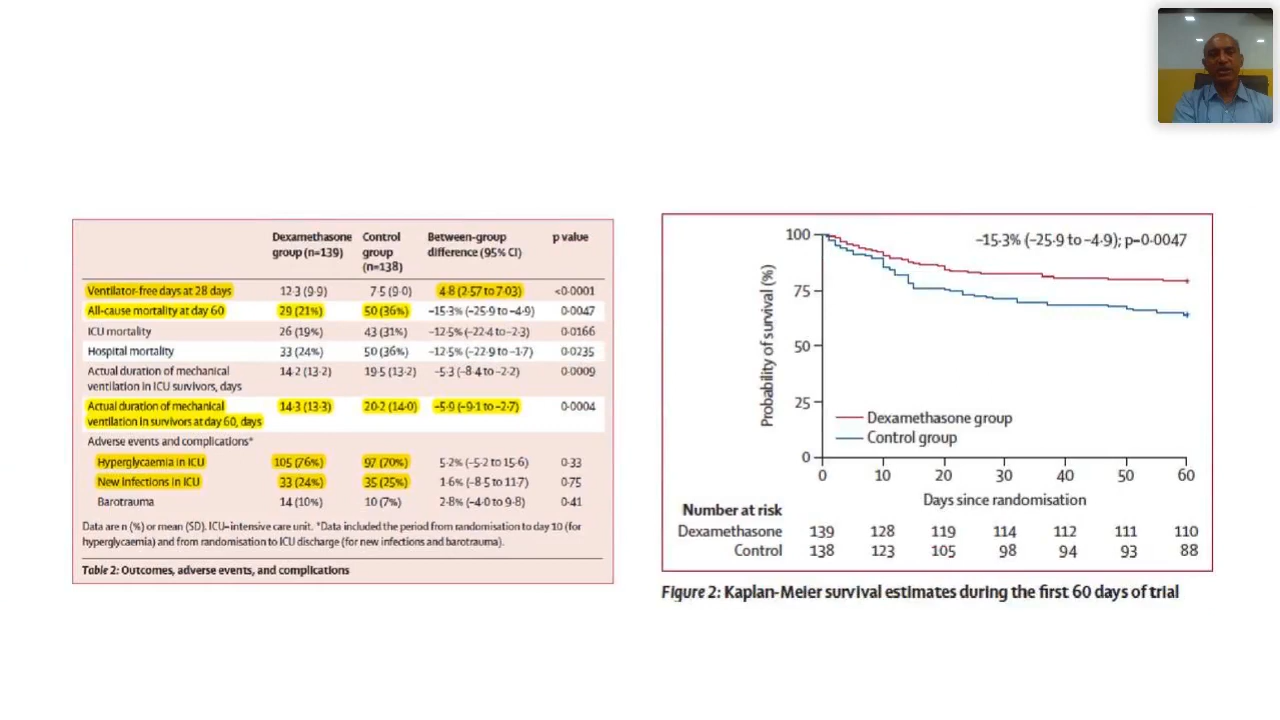 Dexamethasone group (n=139) Control group (n=138) Between-group difference (95% CI) p value
Ventilator-free days at 28 days 12·3 (9·9) 7·5 (9·0) 4·8 (2·57 to 7·03) <0·0001
All-cause mortality at day 60 29 (21%) 50 (36%) –15·3% (–25·9 to –4·9) 0·0047
ICU mortality 26 (19%) 43 (31%) –12·5% (–22·4 to –2·3) 0·0166
Hospital mortality 33 (24%) 50 (36%) –12·5% (–22·9 to –1·7) 0·0235
Actual duration of mechanical 14·2 (13·2) 19·5 (13·2) –5·3 (–8·4 to –2·2) 0·0009
ventilation in ICU survivors, days
Actual duration of mechanical 14·3 (13·3) 20·2 (14·0) –5·9 (–9·1 to –2·7) 0·0004
ventilation in survivors at day 60, days
Adverse events and complications*
Hyperglycaemia in ICU 105 (76%) 97 (70%) 5·2% (–5·2 to 15·6) 0·33
New infections in ICU 33 (24%) 35 (25%) 1·6% (–8·5 to 11·7) 0·75
Barotrauma 14 (10%) 10 (7%) 2·8% (–4·0 to 9·8) 0·41
Data are n (%) or mean (SD). ICU=intensive care unit. *Data included the period from randomisation to day 10 (for
hyperglycaemia) and from randomisation to ICU discharge (for new infections and barotrauma).
Table 2: Outcomes, adverse events, and complications
–15·3% (–25·9 to –4·9); p=0·0047
Probability of survival (%)
100
75
50
25
0
Dexamethasone group
Control group
0 10 20 30 40 50 60
Days since randomisation
Number at risk
Dexamethasone 139 128 119 114 112 111 110
Control 138 123 105 98 94 93 88
Figure 2: Kaplan-Meier survival estimates during the first 60 days of trial